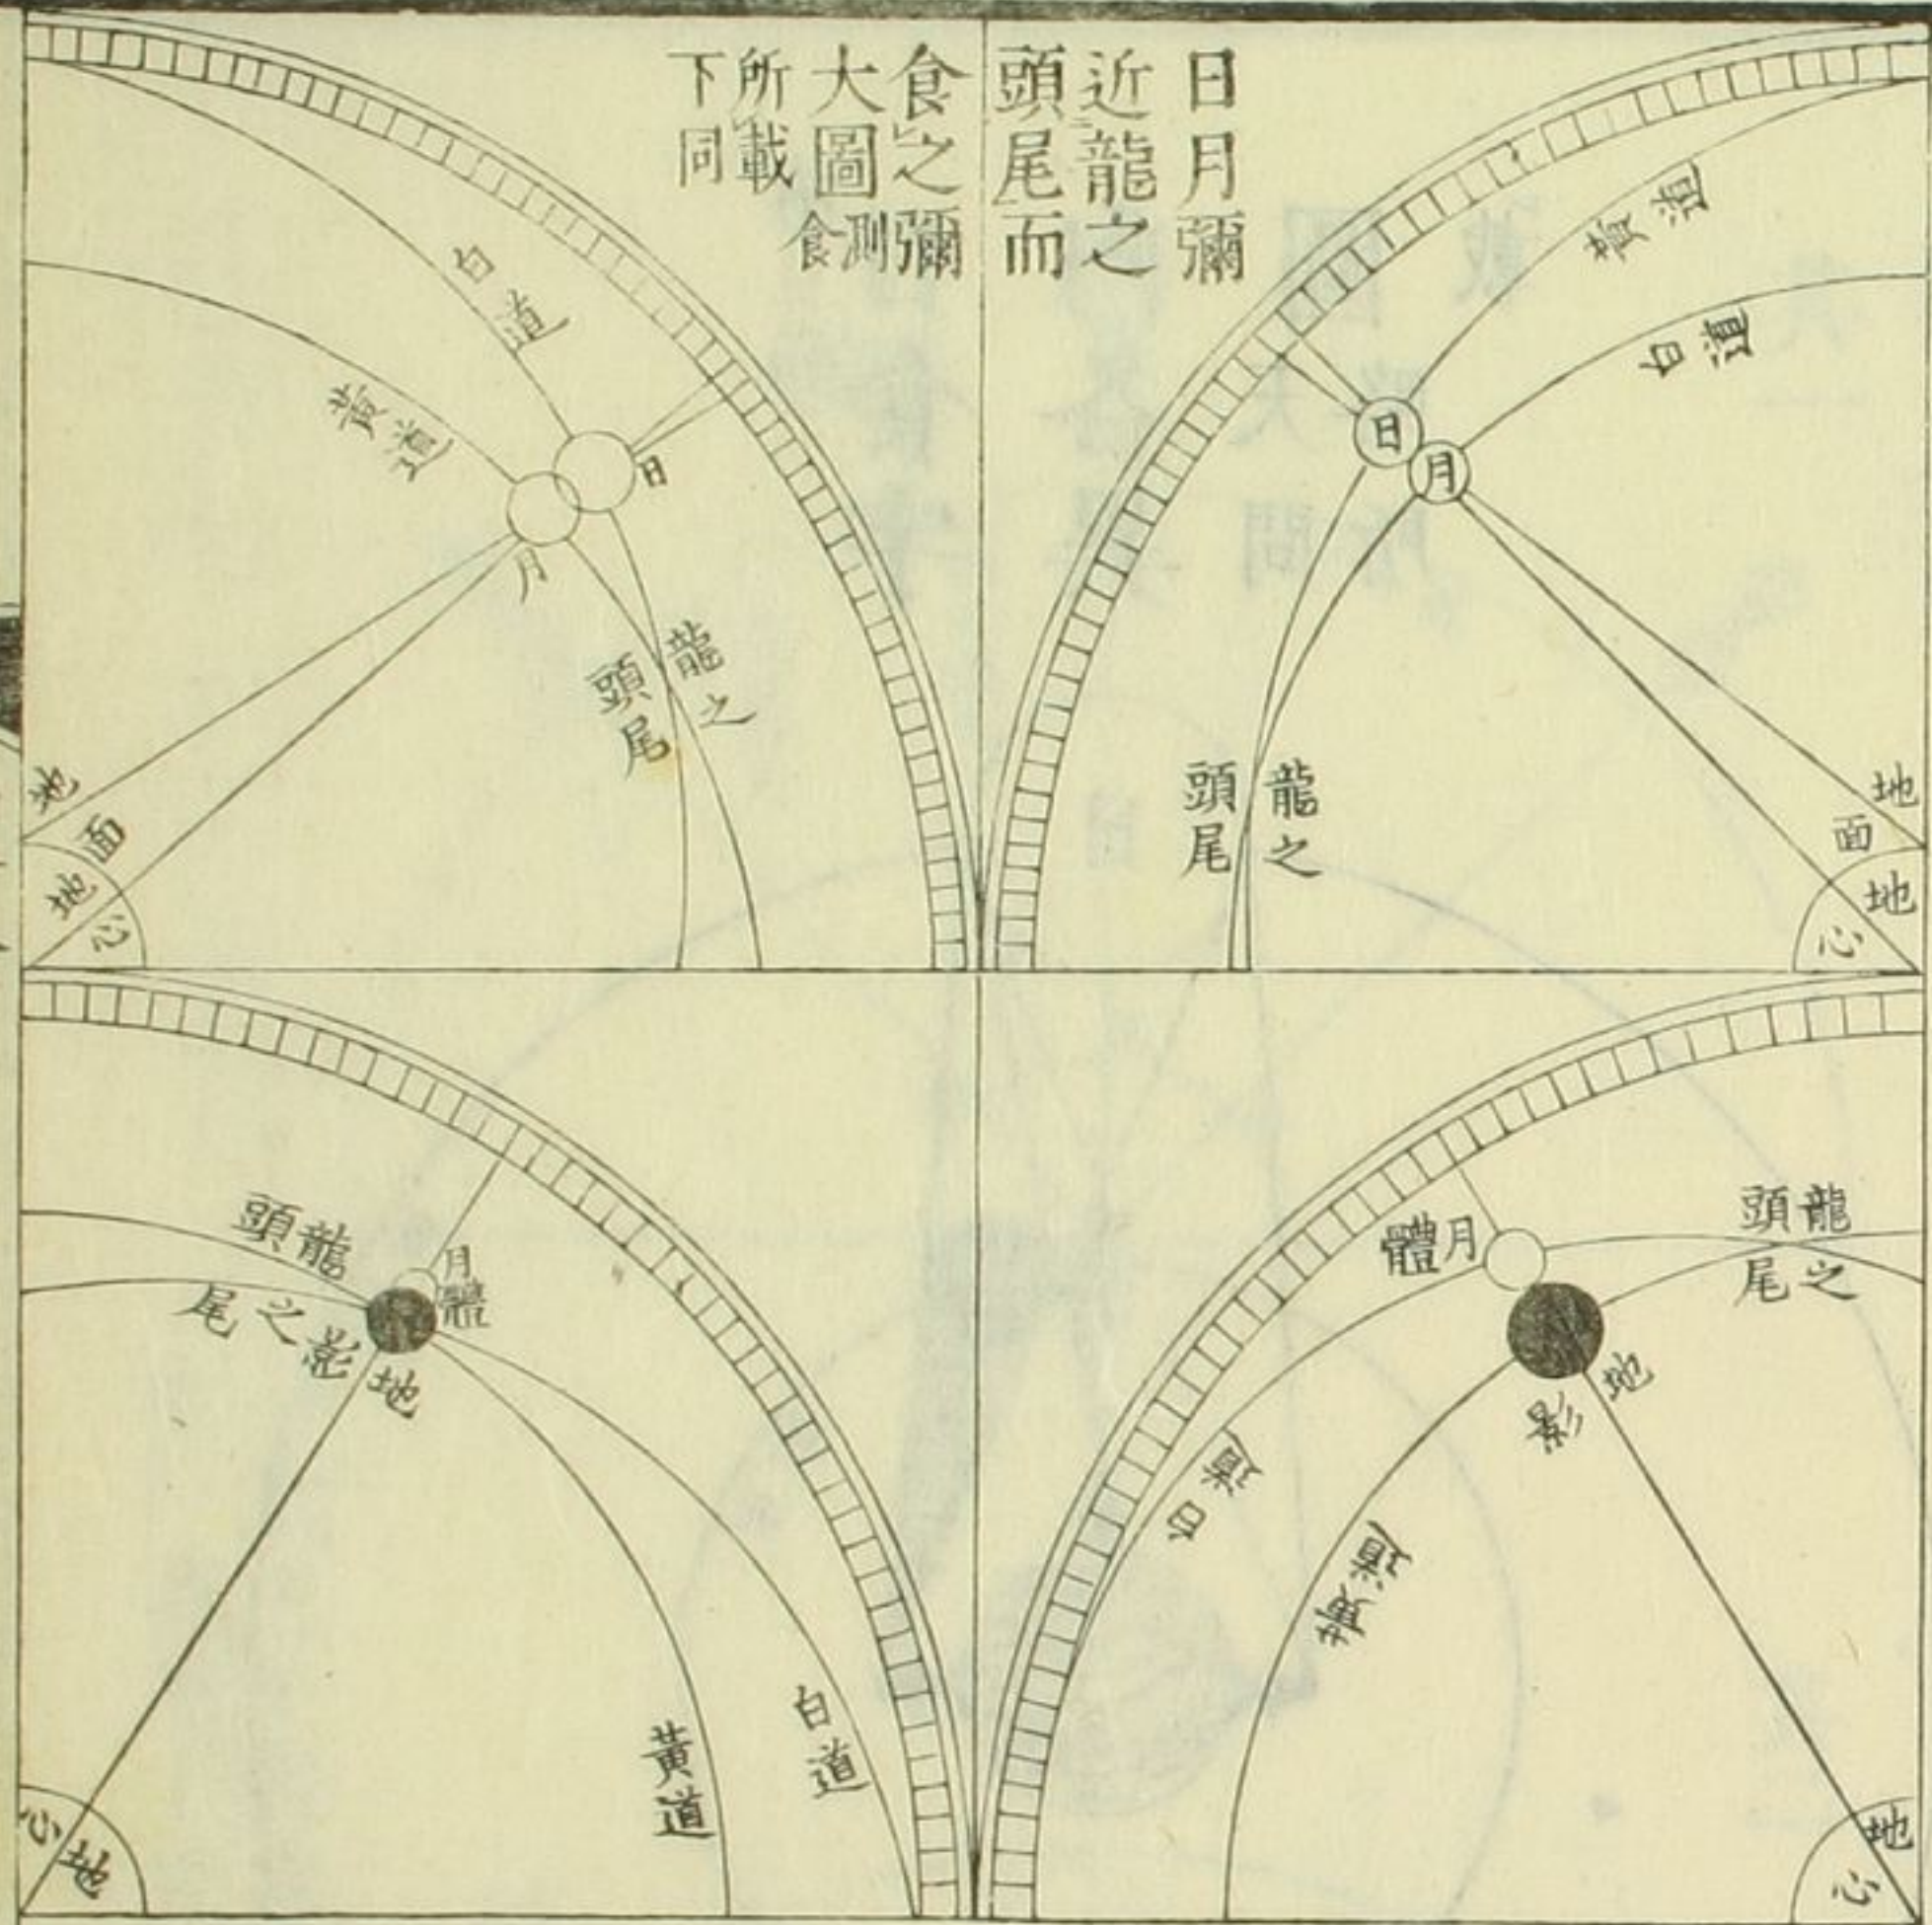 日月彌
近龍之
頭尾而
食之彌
大圖測食
所載
下同
黃道
白道
日
月
龍之
頭尾
地面
地心
白道
黃道
日
月
龍之
頭尾
地面
地心
龍之
頭尾
月體
地影
白道
黃道
地心
龍之
頭尾
月體
地影
白道
黃道
地心